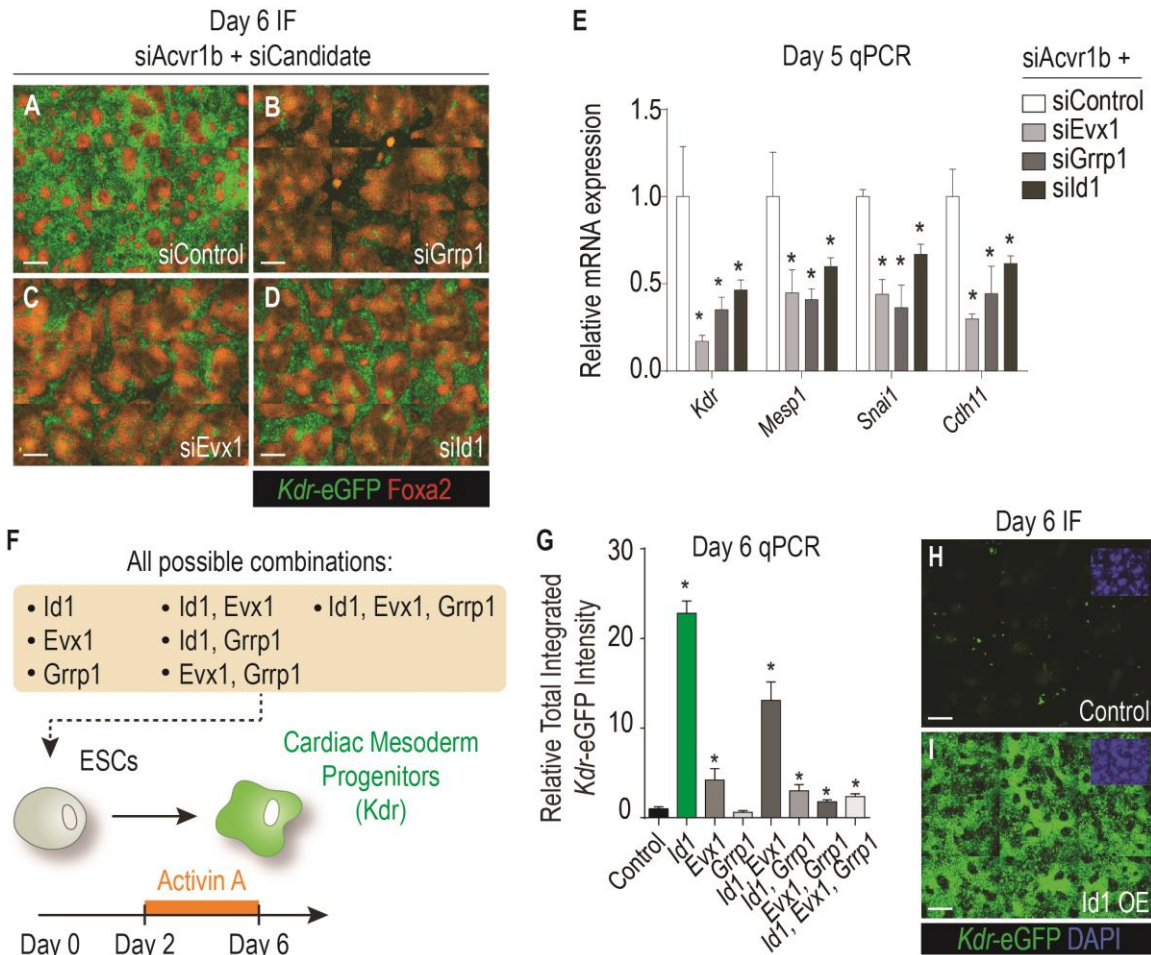 Day 6 IF
siAcvr1b + siCandidate
A
siControl
B
siGrrp1
C
siEvx1
D
siId1
Kdr-eGFP Foxa2
E
Day 5 qPCR
siAcvr1b +
siControl
siEvx1
siGrrp1
siId1
Relative mRNA expression
1.5
1.0
0.5
0.0
* * *
* * *
* * *
* * *
Kdr
Mesp1
Snai1
Cdh11
F
All possible combinations:
• Id1
• Evx1
• Grrp1
• Id1, Evx1
• Id1, Grrp1
• Evx1, Grrp1
• Id1, Evx1, Grrp1
ESCs
Cardiac Mesoderm
Progenitors
(Kdr)
Activin A
Day 0 Day 2 Day 6
G
Day 6 qPCR
Relative Total Integrated
Kdr-eGFP Intensity
30
20
10
0
* * * * * *
Control
Id1
Evx1
Grrp1
Id1, Evx1
Id1, Grrp1
Evx1, Grrp1
Id1, Evx1, Grrp1
Day 6 IF
H
Control
I
Id1 OE
Kdr-eGFP DAPI